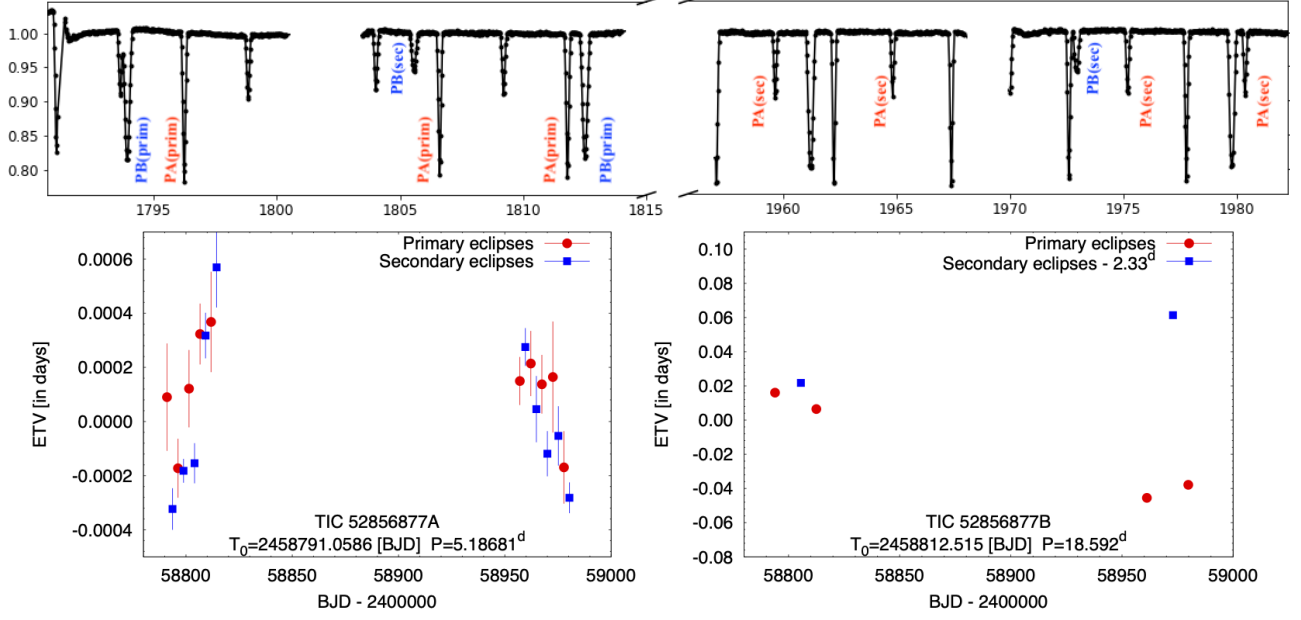 1.00
0.95
0.90
0.85
0.80
PB(prim)
PA(prim)
PB(sec)
PA(prim)
PA(prim)
PB(prim)
PA(sec)
PA(sec)
PB(sec)
PA(sec)
PA(sec)
1795 1800 1805 1810 1815 1960 1965 1970 1975 1980
Primary eclipses
Secondary eclipses
ETV [in days]
0.0006
0.0004
0.0002
0.0000
-0.0002
-0.0004
TIC 52856877A
T0=2458791.0586 [BJD] P=5.18681d
58800 58850 58900 58950 59000
BJD - 2400000
Primary eclipses
Secondary eclipses - 2.33d
ETV [in days]
0.10
0.08
0.06
0.04
0.02
0.00
-0.02
-0.04
-0.06
-0.08
TIC 52856877B
T0=2458812.515 [BJD] P=18.592d
58800 58850 58900 58950 59000
BJD - 2400000